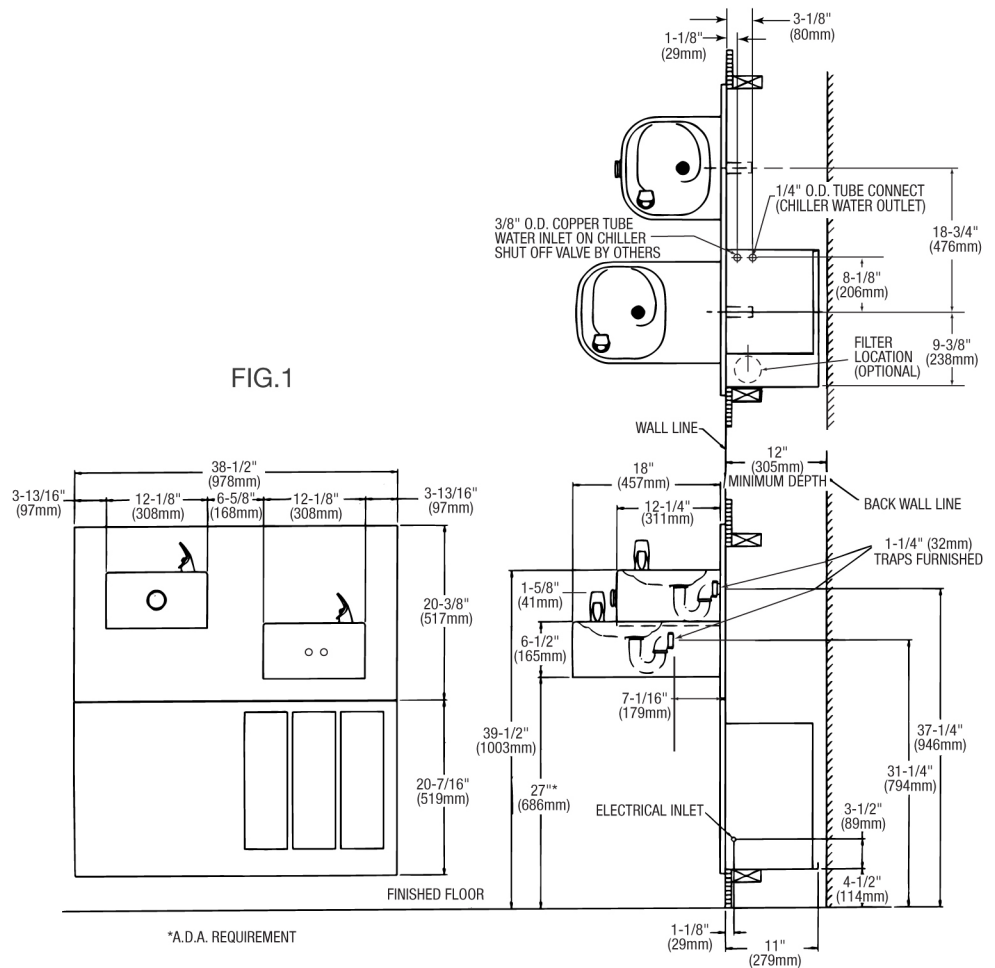 3-1/8"
(80mm)
1-1/8"
(29mm)
1/4" O.D. TUBE CONNECT
(CHILLER WATER OUTLET)
3/8" O.D. COPPER TUBE
WATER INLET ON CHILLER
SHUT OFF VALVE BY OTHERS
18-3/4"
(476mm)
8-1/8"
(206mm)
FILTER
LOCATION
(OPTIONAL)
9-3/8"
(238mm)
FIG.1
WALL LINE
12"
(305mm)
MINIMUM DEPTH
BACK WALL LINE
38-1/2"
(978mm)
3-13/16"
(97mm)
12-1/8"
(308mm)
6-5/8"
(168mm)
12-1/8"
(308mm)
3-13/16"
(97mm)
18"
(457mm)
12-1/4"
(311mm)
1-1/4" (32mm)
TRAPS FURNISHED
1-5/8"
(41mm)
20-3/8"
(517mm)
6-1/2"
(165mm)
7-1/16"
(179mm)
39-1/2"
(1003mm)
37-1/4"
(946mm)
31-1/4"
(794mm)
20-7/16"
(519mm)
27"*
(686mm)
ELECTRICAL INLET
3-1/2"
(89mm)
4-1/2"
(114mm)
FINISHED FLOOR
*A.D.A. REQUIREMENT
1-1/8"
(29mm)
11"
(279mm)